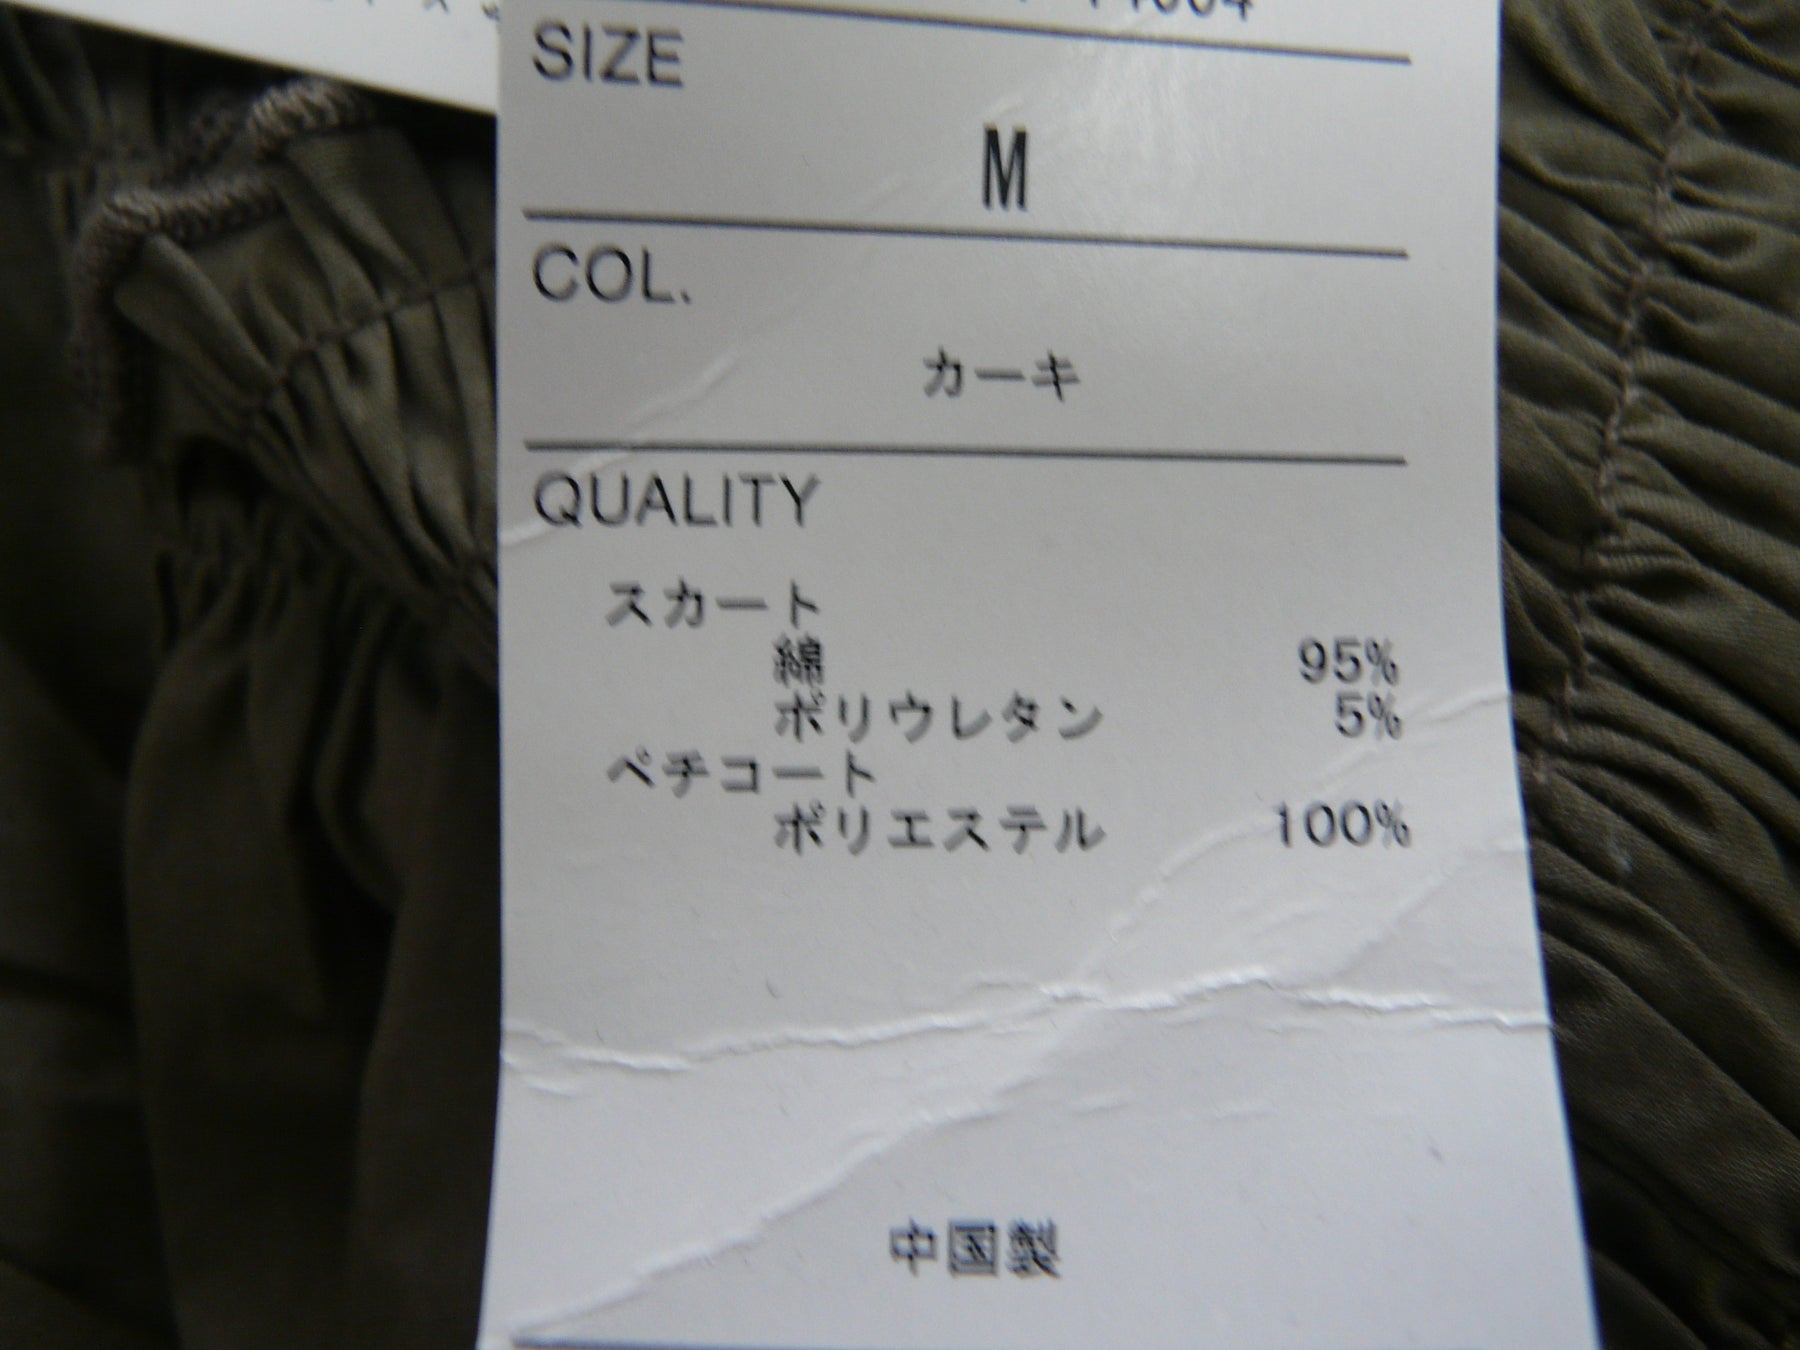 SIZE
M
COL.
カーキ
QUALITY
スカート
綿 95%
ポリウレタン 5%
ペチコート
ポリエステル 100%
中国製